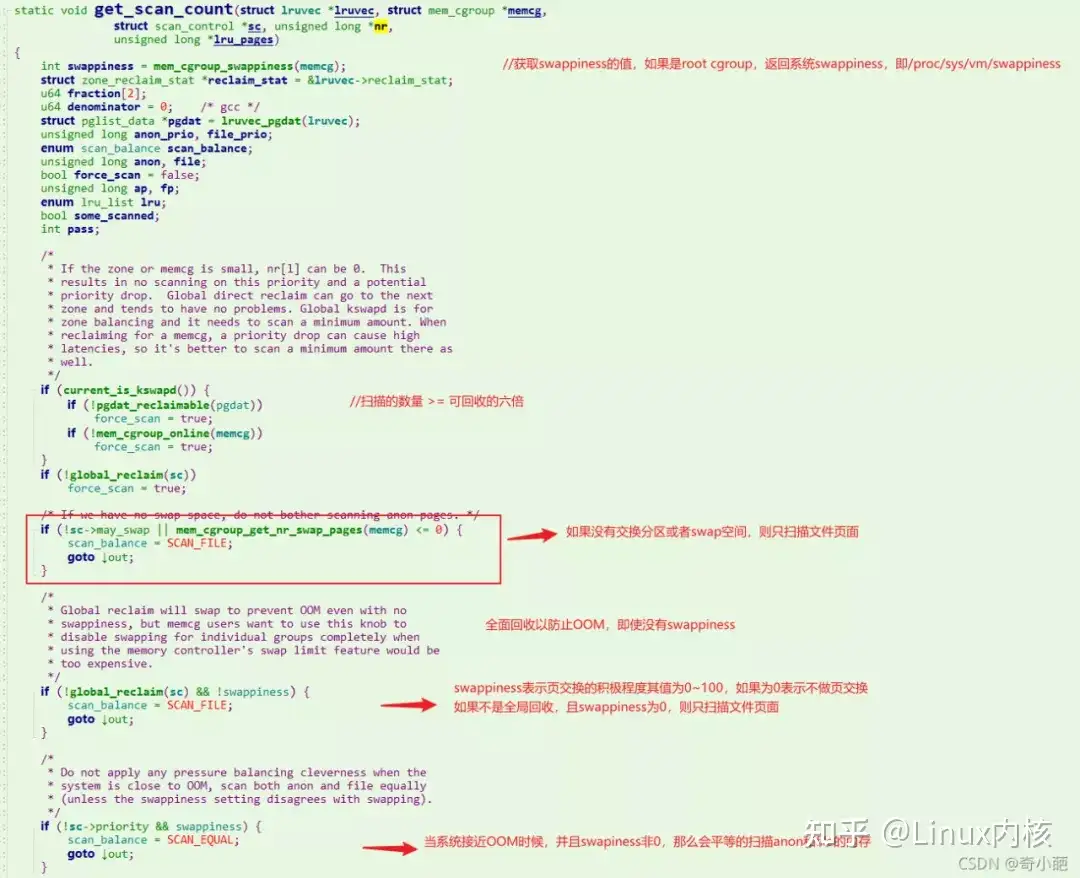 static void get_scan_count(struct lruvec *lruvec, struct mem_cgroup *memcg,
struct scan_control *sc, unsigned long *nr,
unsigned long *lru_pages)
{
int swappiness = mem_cgroup_swappiness(memcg); //获取swappiness的值，如果是root cgroup，返回系统swappiness，即/proc/sys/vm/swappiness
struct zone_reclaim_stat *reclaim_stat = &lruvec->reclaim_stat;
u64 fraction[2];
u64 denominator = 0; /* gcc */
struct pglist_data *pgdat = lruvec_pgdat(lruvec);
unsigned long anon_prio, file_prio;
enum scan_balance scan_balance;
unsigned long anon, file;
bool force_scan = false;
unsigned long ap, fp;
enum lru_list lru;
bool some_scanned;
int pass;
/*
* If the zone or memcg is small, nr[l] can be 0. This
* results in no scanning on this priority and a potential
* priority drop. Global direct reclaim can go to the next
* zone and tends to have no problems. Global kswapd is for
* zone balancing and it needs to scan a minimum amount. When
* reclaiming for a memcg, a priority drop can cause high
* latencies, so it's better to scan a minimum amount there as
* well.
*/
if (current_is_kswapd()) {
if (!pgdat_reclaimable(pgdat)) //扫描的数量 >= 可回收的六倍
force_scan = true;
if (!mem_cgroup_online(memcg))
force_scan = true;
}
if (!global_reclaim(sc))
force_scan = true;
/* If we have no swap space, do not bother scanning anon pages. */
if (!sc->may_swap || mem_cgroup_get_nr_swap_pages(memcg) <= 0) {
如果没有交换分区或者swap空间，则只扫描文件页面
scan_balance = SCAN_FILE;
goto ↓out;
}
/*
* Global reclaim will swap to prevent OOM even with no
* swappiness, but memcg users want to use this knob to
全面回收以防止OOM，即使没有swappiness
* disable swapping for individual groups completely when
* using the memory controller's swap limit feature would be
* too expensive.
*/
if (!global_reclaim(sc) && !swappiness) {
swappiness表示页交换的积极程度其值为0~100，如果为0表示不做页交换
scan_balance = SCAN_FILE;
如果不是全局回收，且swappiness为0，则只扫描文件页面
goto ↓out;
}
/*
* Do not apply any pressure balancing cleverness when the
* system is close to OOM, scan both anon and file equally
* (unless the swappiness setting disagrees with swapping).
*/
if (!sc->priority && swappiness) {
scan_balance = SCAN_EQUAL;
当系统接近OOM时候，并且swapiness非0，那么会平等的扫描anon
goto ↓out;
}
知乎 @Linux内核
CSDN @奇小葩